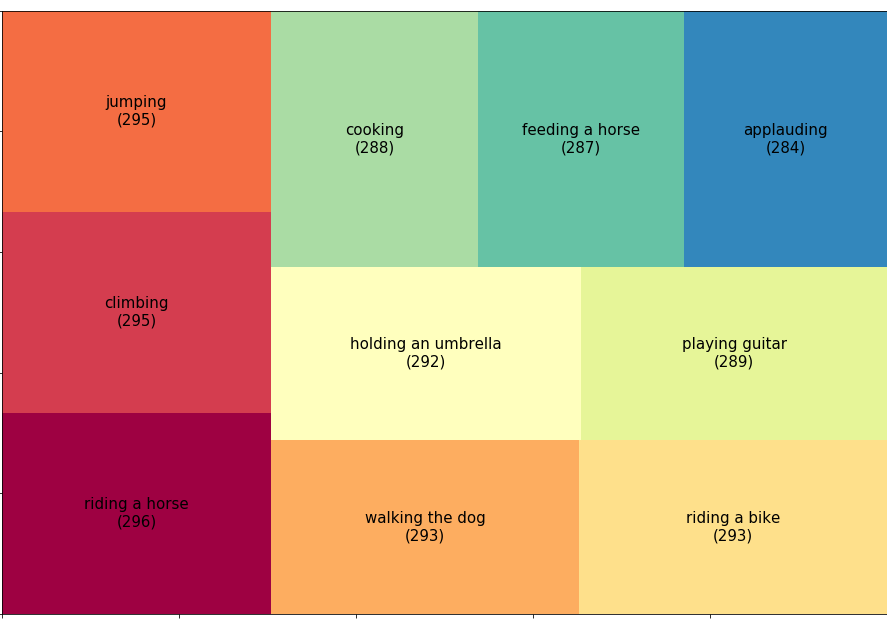 jumping
(295)
cooking
(288)
feeding a horse
(287)
applauding
(284)
climbing
(295)
holding an umbrella
(292)
playing guitar
(289)
riding a horse
(296)
walking the dog
(293)
riding a bike
(293)